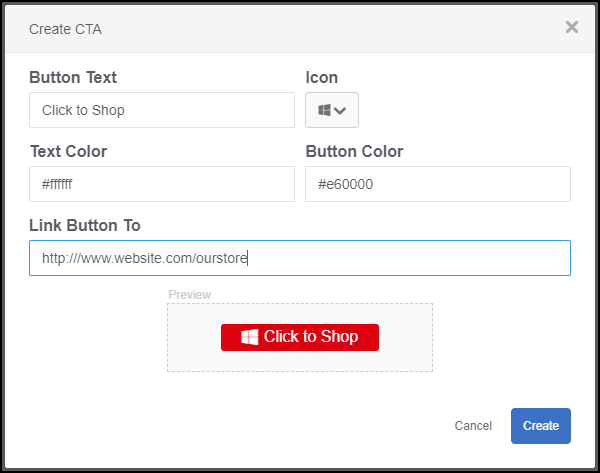 Create CTA
Button Text
Icon
Click to Shop
Text Color
Button Color
#ffffff
#e60000
Link Button To
http:///www.website.com/ourstore
Preview
Click to Shop
Cancel
Create